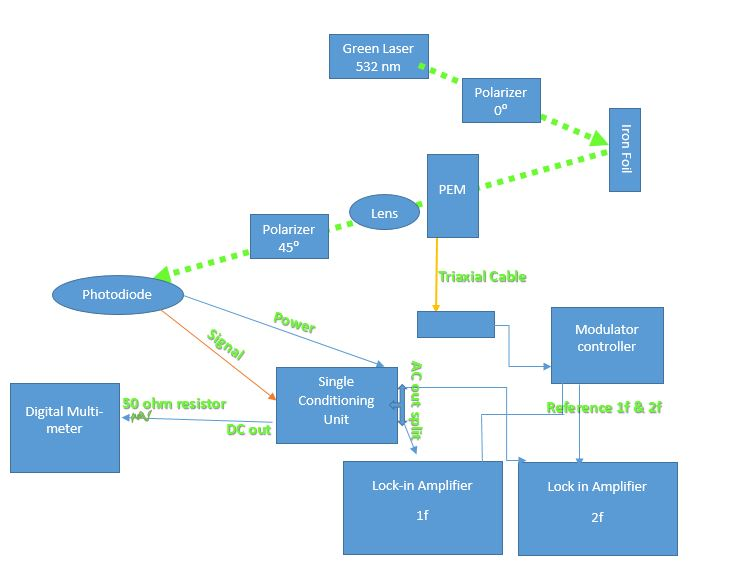 Green Laser
532 nm
Polarizer
0º
Iron Foil
PEM
Lens
Polarizer
45º
Triaxial Cable
Photodiode
Power
Signal
Modulator
controller
Single
Conditioning
Unit
AC out split
Digital Multi-
meter
50 ohm resistor
DC out
Reference 1f & 2f
Lock-in Amplifier
1f
Lock in Amplifier
2f